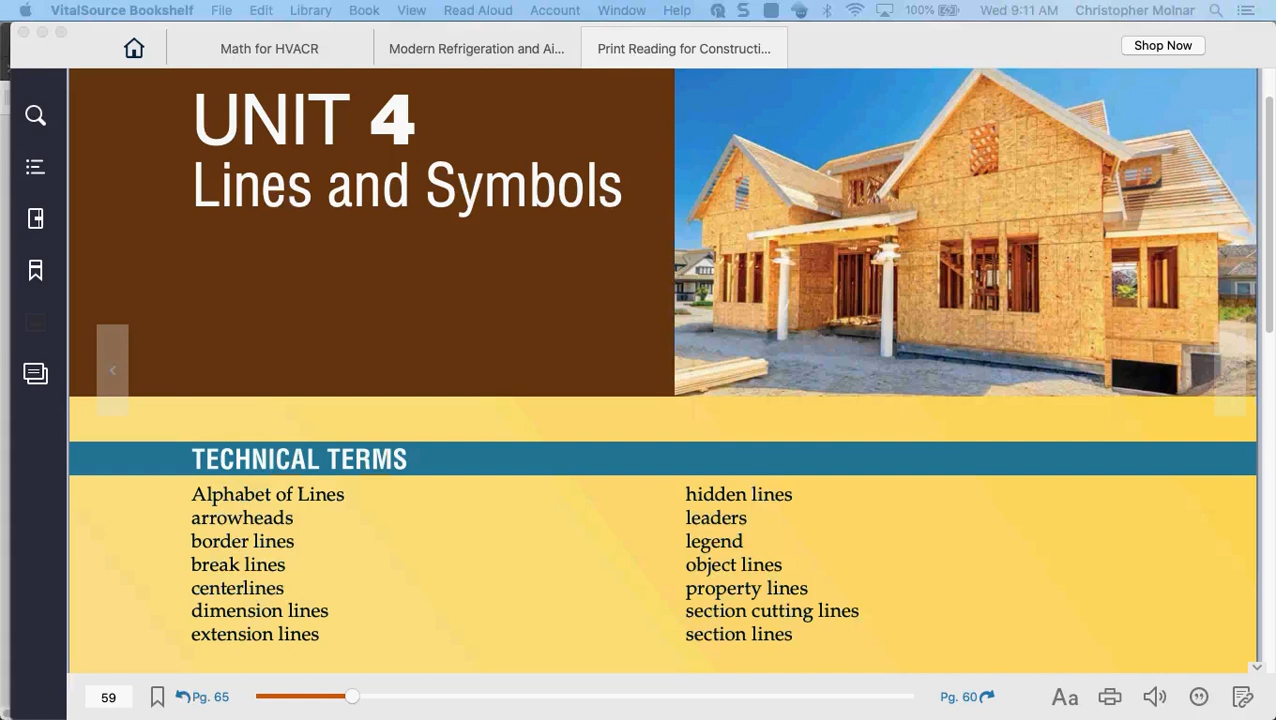 VitalSource Bookshelf File Edit Library Book View Read Aloud Account Window Help 100% Wed 9:11 AM Christopher Molnar
Math for HVACR Modern Refrigeration and Ai... Print Reading for Constructi... Shop Now
UNIT 4
Lines and Symbols
TECHNICAL TERMS
Alphabet of Lines
arrowheads
border lines
break lines
centerlines
dimension lines
extension lines
hidden lines
leaders
legend
object lines
property lines
section cutting lines
section lines
59 Pg. 65 Pg. 60 Aa